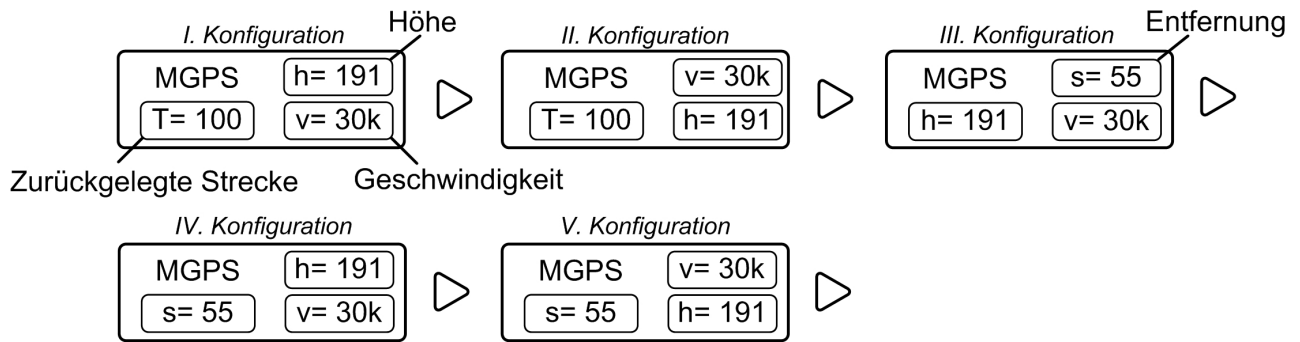 Höhe
Entfernung
I. Konfiguration
II. Konfiguration
III. Konfiguration
MGPS h= 191
T= 100 v= 30k
MGPS v= 30k
T= 100 h= 191
MGPS s= 55
h= 191 v= 30k
Zurückgelegte Strecke
Geschwindigkeit
IV. Konfiguration
V. Konfiguration
MGPS h= 191
s= 55 v= 30k
MGPS v= 30k
s= 55 h= 191